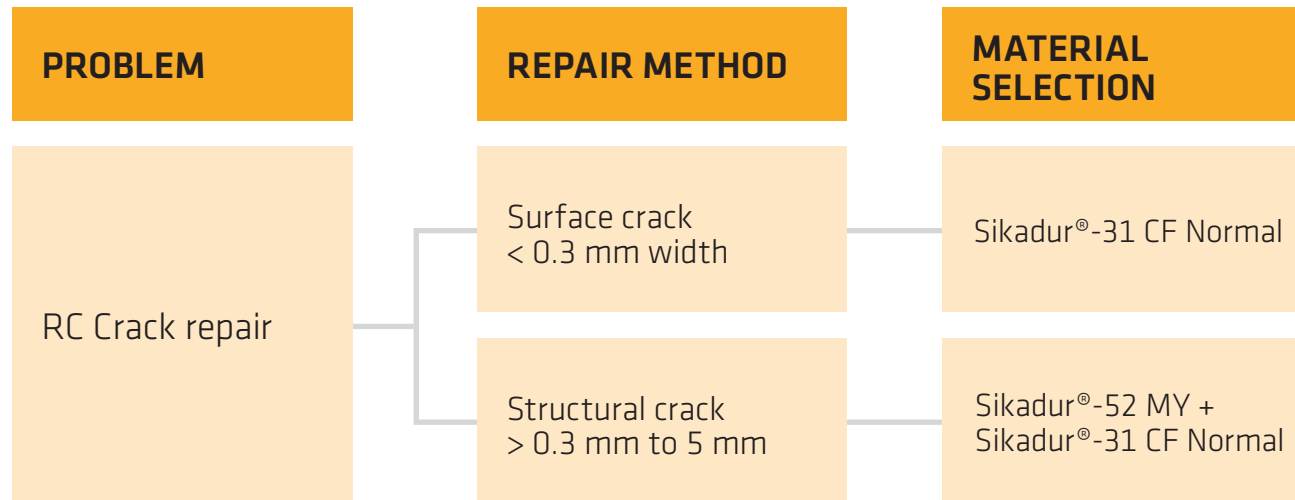 PROBLEM
REPAIR METHOD
MATERIAL
SELECTION
RC Crack repair
Surface crack
< 0.3 mm width
Sikadur®-31 CF Normal
Structural crack
> 0.3 mm to 5 mm
Sikadur®-52 MY +
Sikadur®-31 CF Normal